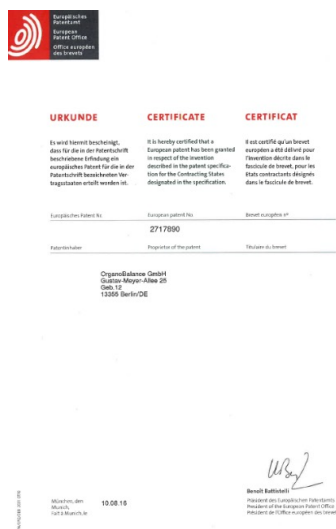 Europäisches
Patentamt
European
Patent Office
Office européen
des brevets
URKUNDE
CERTIFICATE
CERTIFICAT
Es wird hiermit bescheinigt,
dass für die in der Patentschrift
beschriebene Erfindung ein
europäisches Patent für die in der
Patentschrift bezeichneten Ver-
tragsstaaten erteilt worden ist.
It is hereby certified that a
European patent has been granted
in respect of the invention
described in the patent specifica-
tion for the Contracting States
designated in the specification.
Il est certifié qu'un brevet
européen a été délivré pour
l'invention décrite dans le
fascicule de brevet, pour les
Etats contractants désignés
dans le fascicule de brevet.
Europäisches Patent Nr.
European patent No.
Brevet européen n°
2717890
Patentinhaber
Proprietor of the patent
Titulaire du brevet
OrganoBalance GmbH
Gustav-Meyer-Allee 25
Geb.12
13355 Berlin/DE
Benoît Battistelli
Präsident des Europäischen Patentamts
President of the European Patent Office
Président de l'Office européen des brevets
München, den
Munich,
Fait à Munich, le
10.08.16